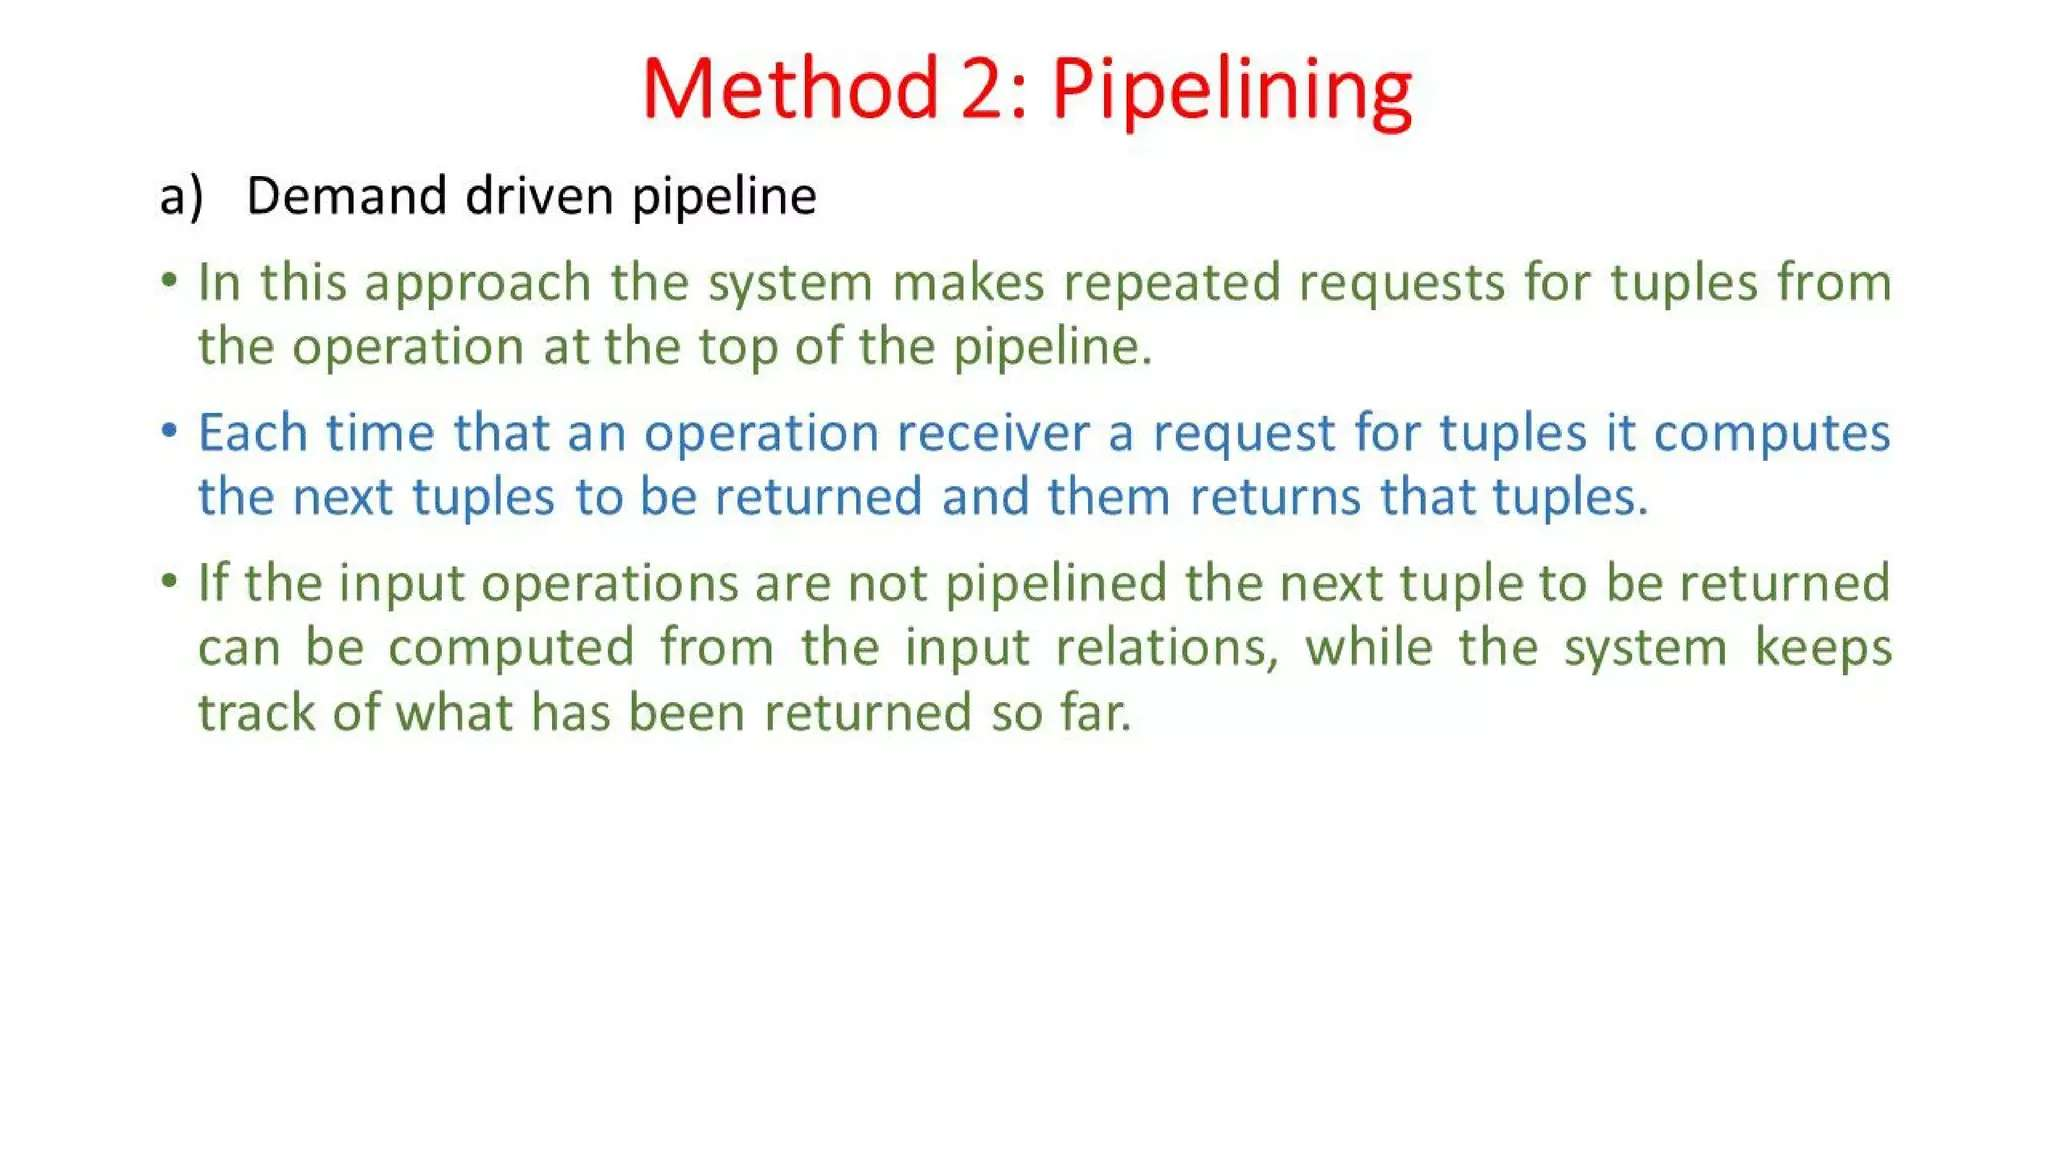 Method 2: Pipelining
a) Demand driven pipeline
• In this approach the system makes repeated requests for tuples from
the operation at the top of the pipeline.
• Each time that an operation receiver a request for tuples it computes
the next tuples to be returned and them returns that tuples.
• If the input operations are not pipelined the next tuple to be returned
can be computed from the input relations, while the system keeps
track of what has been returned so far.